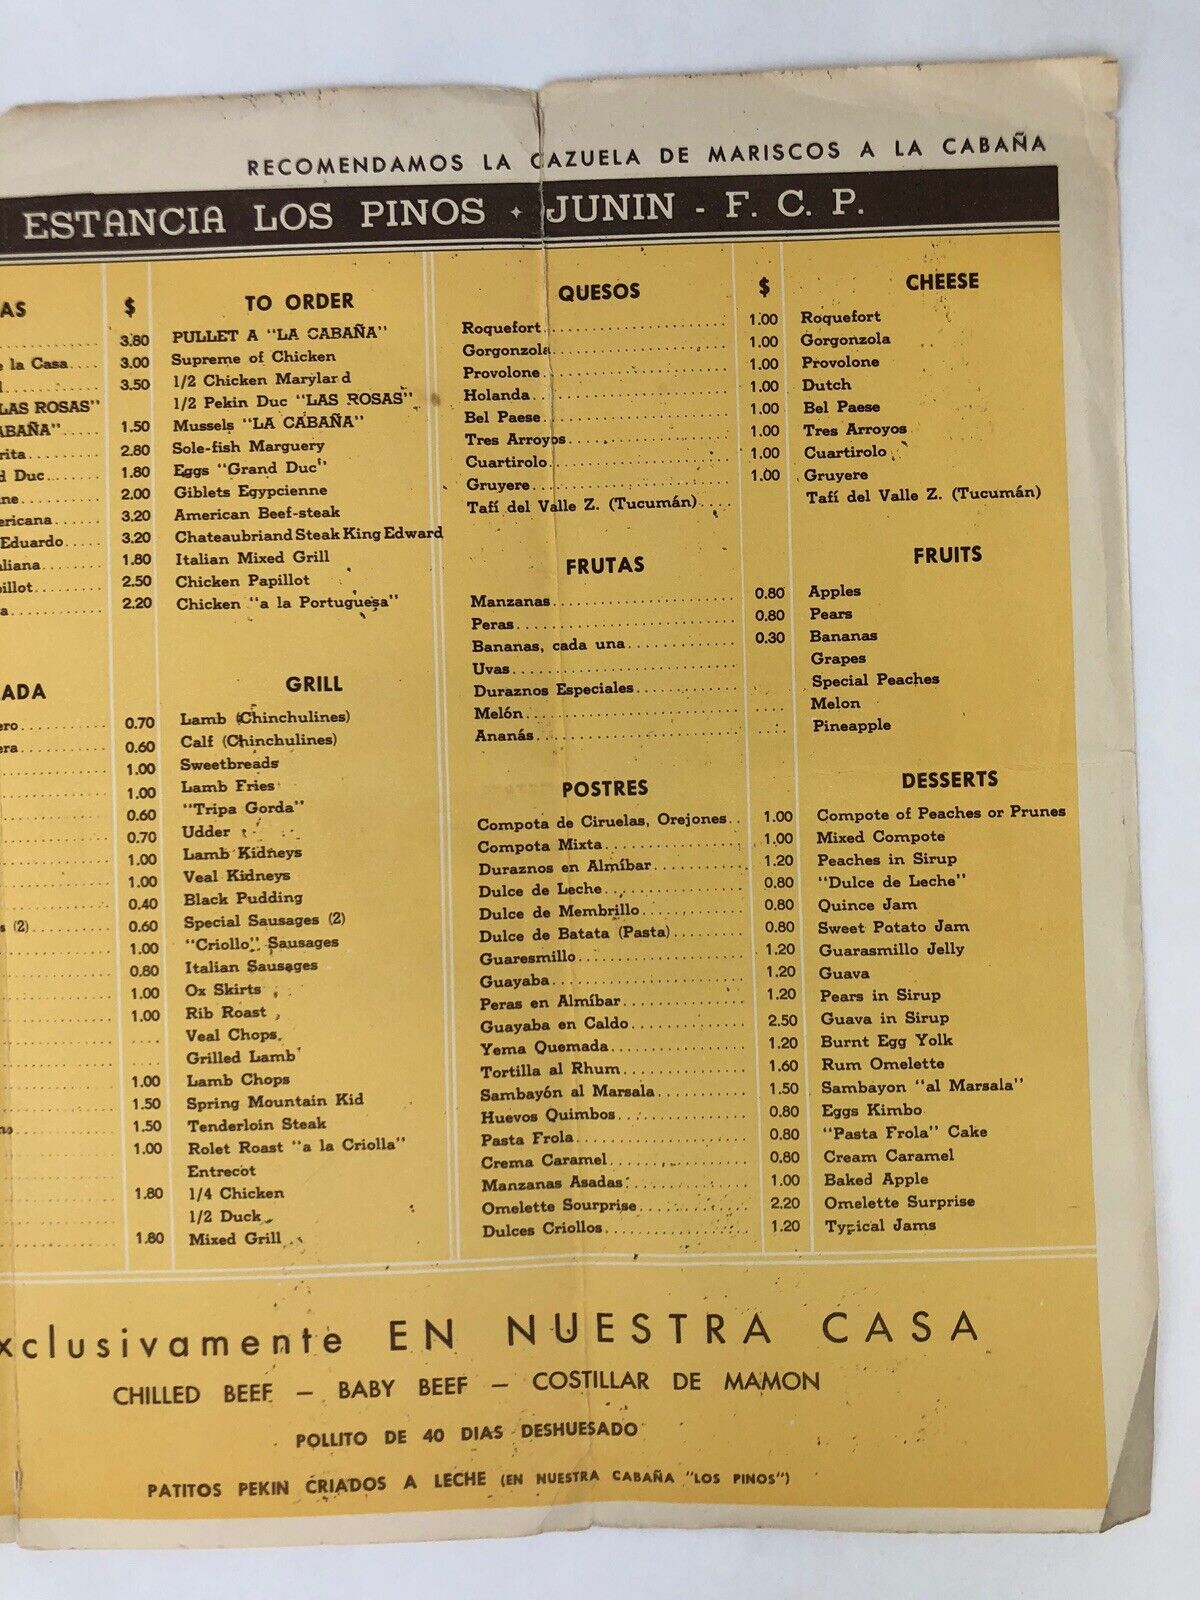 RECOMENDAMOS LA CAZUELA DE MARISCOS A LA CABAÑA
ESTANCIA LOS PINOS + JUNIN - F. C. P.
AS $ TO ORDER
3.80 PULLET A "LA CABAÑA"
e la Casa.... 3.00 Supreme of Chicken
3.50 1/2 Chicken Maryland
LAS ROSAS" 1/2 Pekin Duc "LAS ROSAS"
ABAÑA"..... 1.50 Mussels "LA CABAÑA"
rita........ 2.80 Sole-fish Marguery
d Duc....... 1.80 Eggs "Grand Duc"
ne.......... 2.00 Giblets Egypcienne
ericana...... 3.20 American Beef-steak
Eduardo..... 3.20 Chateaubriand Steak King Edward
aliana....... 1.80 Italian Mixed Grill
pillot........ 2.50 Chicken Papillot
a........... 2.20 Chicken "a la Portuguesa"
ADA GRILL
ero......... 0.70 Lamb (Chinchulines)
era......... 0.60 Calf (Chinchulines)
1.00 Sweetbreads
1.00 Lamb Fries
0.60 "Tripa Gorda"
0.70 Udder
1.00 Lamb Kidneys
1.00 Veal Kidneys
0.40 Black Pudding
s (2)........ 0.60 Special Sausages (2)
1.00 "Criollo" Sausages
0.80 Italian Sausages
1.00 Ox Skirts
1.00 Rib Roast
.... Veal Chops
.... Grilled Lamb
1.00 Lamb Chops
1.50 Spring Mountain Kid
1.50 Tenderloin Steak
1.00 Rolet Roast "a la Criolla"
Entrecot
1.80 1/4 Chicken
1/2 Duck
1.80 Mixed Grill
QUESOS $ CHEESE
Roquefort........ 1.00 Roquefort
Gorgonzola........ 1.00 Gorgonzola
Provolone........ 1.00 Provolone
Holanda........ 1.00 Dutch
Bel Paese........ 1.00 Bel Paese
Tres Arroyos........ 1.00 Tres Arroyos
Cuartirolo........ 1.00 Cuartirolo
Gruyere........ 1.00 Gruyere
Tafí del Valle Z. (Tucumán).... Tafí del Valle Z. (Tucumán)
FRUTAS FRUITS
Manzanas........ 0.80 Apples
Peras........ 0.80 Pears
Bananas, cada una........ 0.30 Bananas
Uvas........ Grapes
Duraznos Especiales........ Special Peaches
Melón........ .... Melon
Ananás........ .... Pineapple
POSTRES DESSERTS
Compota de Ciruelas, Orejones.. 1.00 Compote of Peaches or Prunes
Compota Mixta........ 1.00 Mixed Compote
Duraznos en Almíbar........ 1.20 Peaches in Sirup
Dulce de Leche........ 0.80 "Dulce de Leche"
Dulce de Membrillo........ 0.80 Quince Jam
Dulce de Batata (Pasta)........ 0.80 Sweet Potato Jam
Guaresmillo........ 1.20 Guarasmillo Jelly
Guayaba........ 1.20 Guava
Peras en Almíbar........ 1.20 Pears in Sirup
Guayaba en Caldo........ 2.50 Guava in Sirup
Yema Quemada........ 1.20 Burnt Egg Yolk
Tortilla al Rhum........ 1.60 Rum Omelette
Sambayón al Marsala........ 1.50 Sambayon "al Marsala"
Huevos Quimbos........ 0.80 Eggs Kimbo
Pasta Frola........ 0.80 "Pasta Frola" Cake
Crema Caramel........ 0.80 Cream Caramel
Manzanas Asadas........ 1.00 Baked Apple
Omelette Sourprise........ 2.20 Omelette Surprise
Dulces Criollos........ 1.20 Typical Jams
xclusivamente EN NUESTRA CASA
CHILLED BEEF — BABY BEEF — COSTILLAR DE MAMON
POLLITO DE 40 DIAS DESHUESADO
PATITOS PEKIN CRIADOS A LECHE (EN NUESTRA CABAÑA "LOS PINOS")